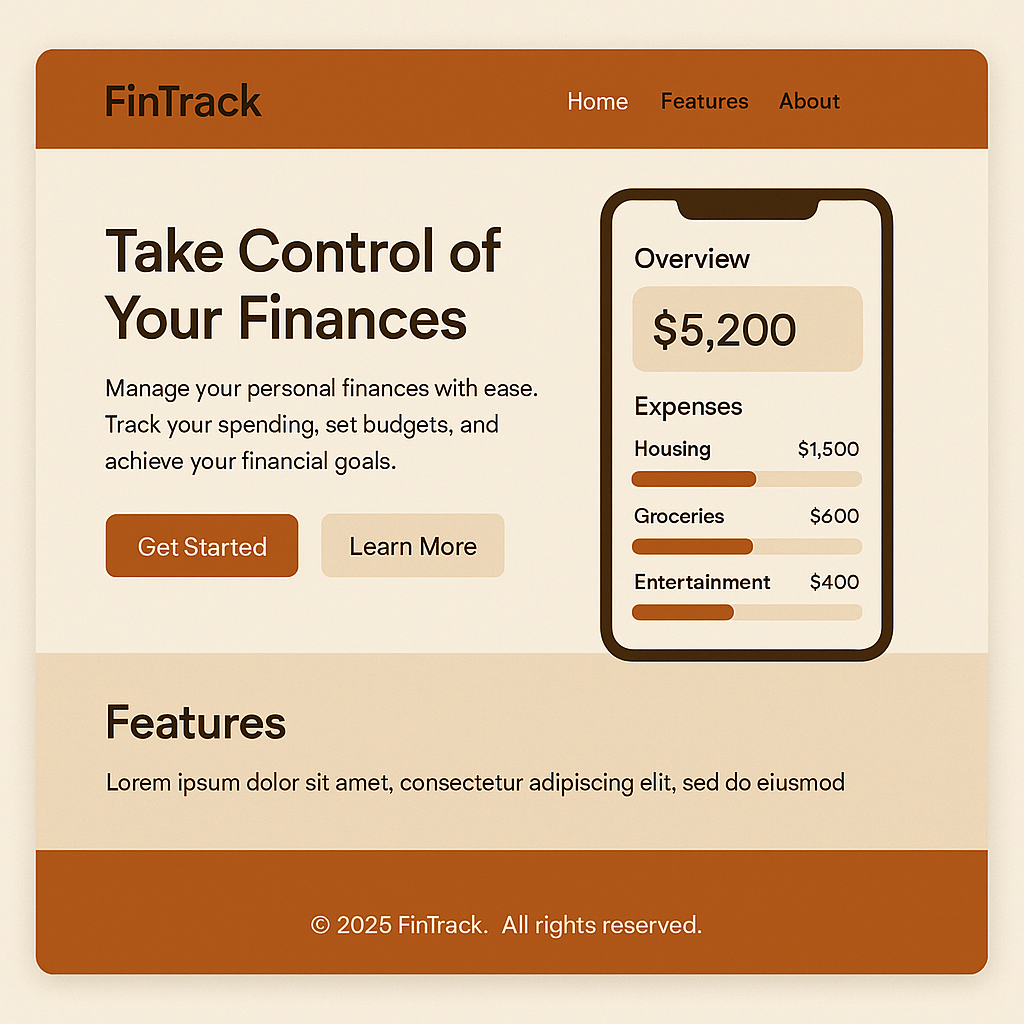 FinTrack
Home Features About
Take Control of
Your Finances
Manage your personal finances with ease.
Track your spending, set budgets, and
achieve your financial goals.
Get Started Learn More
Overview
$5,200
Expenses
Housing $1,500
Groceries $600
Entertainment $400
Features
Lorem ipsum dolor sit amet, consectetur adipiscing elit, sed do eiusmod
© 2025 FinTrack. All rights reserved.